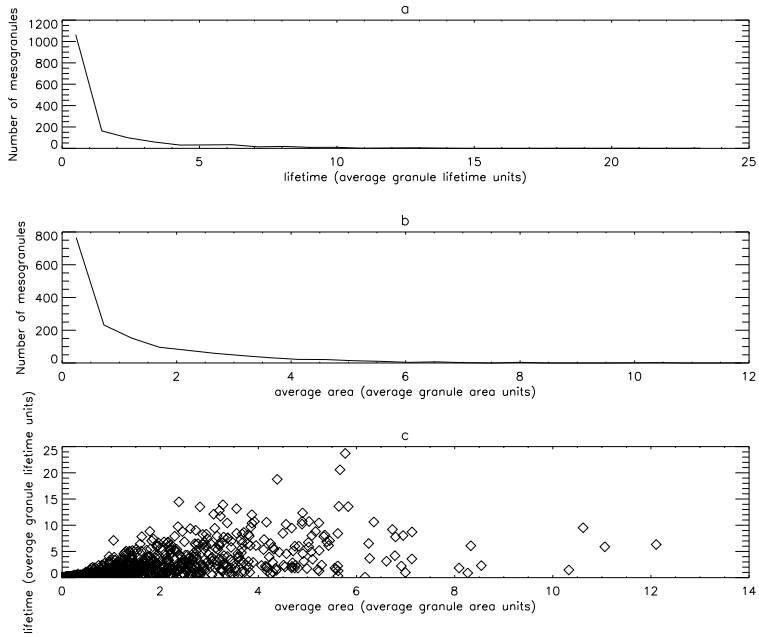 a
Number of mesogranules
1200
1000
800
600
400
200
0
0 5 10 15 20 25
lifetime (average granule lifetime units)
b
Number of mesogranules
800
600
400
200
0
0 2 4 6 8 10 12
average area (average granule area units)
c
lifetime (average granule lifetime units)
25
20
15
10
5
0
0 2 4 6 8 10 12 14
average area (average granule area units)